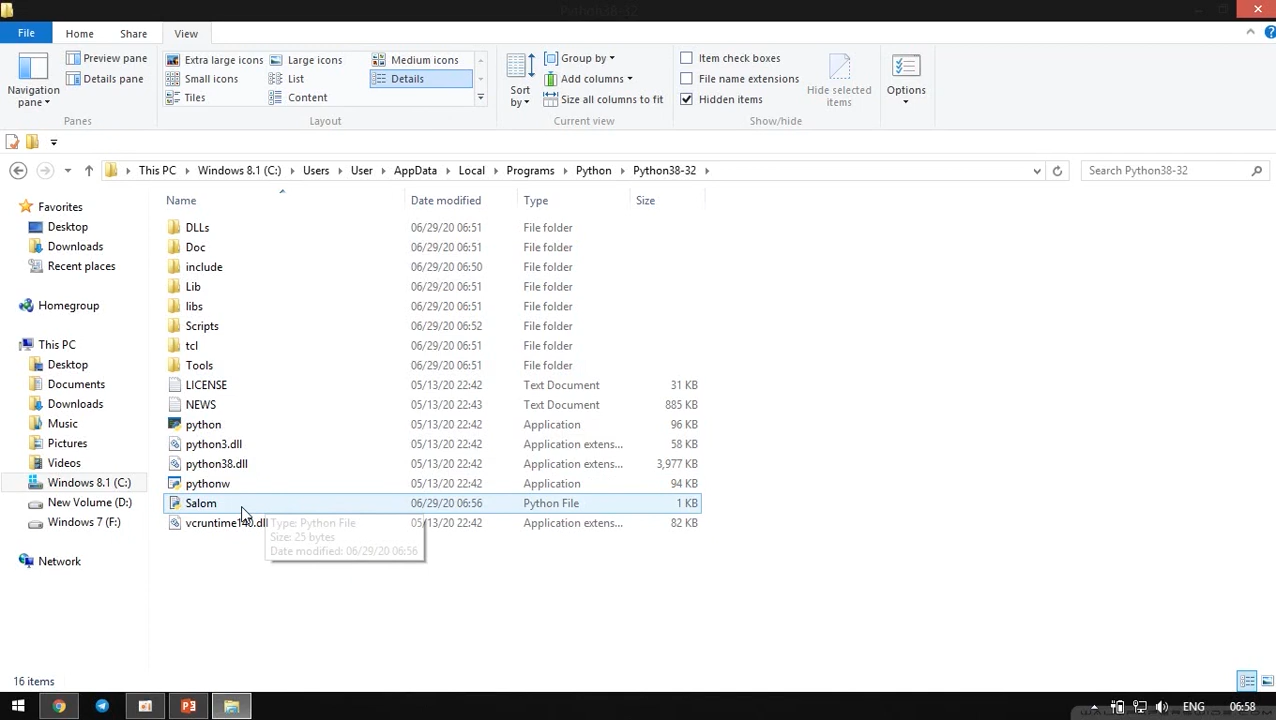 Python38-32
File Home Share View
Navigation pane
Preview pane
Details pane
Panes
Extra large icons Large icons Medium icons
Small icons List Details
Tiles Content
Layout
Sort by
Group by
Add columns
Size all columns to fit
Current view
Item check boxes
File name extensions
Hidden items
Hide selected items
Show/hide
Options
This PC Windows 8.1 (C:) Users User AppData Local Programs Python Python38-32
Search Python38-32
Favorites
Desktop
Downloads
Recent places
Homegroup
This PC
Desktop
Documents
Downloads
Music
Pictures
Videos
Windows 8.1 (C:)
New Volume (D:)
Windows 7 (F:)
Network
Name Date modified Type Size
DLLs 06/29/20 06:51 File folder
Doc 06/29/20 06:51 File folder
include 06/29/20 06:50 File folder
Lib 06/29/20 06:51 File folder
libs 06/29/20 06:51 File folder
Scripts 06/29/20 06:52 File folder
tcl 06/29/20 06:51 File folder
Tools 06/29/20 06:51 File folder
LICENSE 05/13/20 22:42 Text Document 31 KB
NEWS 05/13/20 22:43 Text Document 885 KB
python 05/13/20 22:42 Application 96 KB
python3.dll 05/13/20 22:42 Application extens... 58 KB
python38.dll 05/13/20 22:42 Application extens... 3,977 KB
pythonw 05/13/20 22:42 Application 94 KB
Salom 06/29/20 06:56 Python File 1 KB
vcruntime140.dll 05/13/20 22:42 Application extens... 82 KB
Type: Python File
Size: 25 bytes
Date modified: 06/29/20 06:56
16 items
ENG 06:58